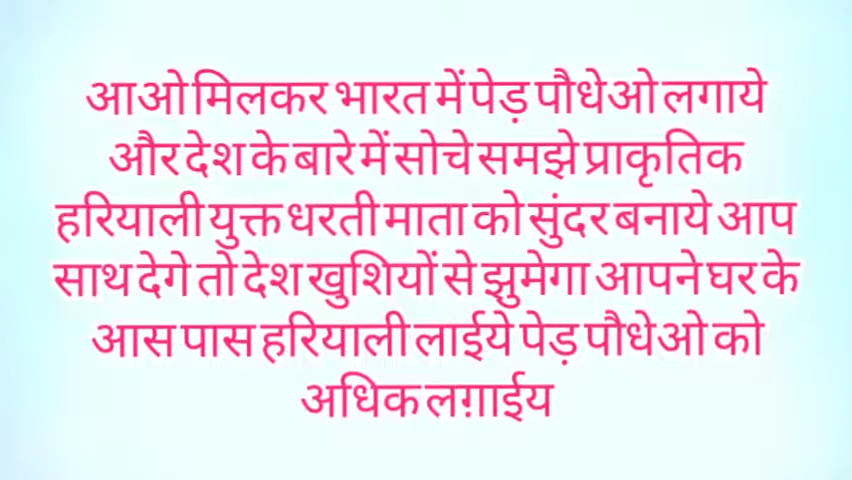 आओ मिलकर भारत में पेड़ पौधेओ लगाये
और देश के बारे में सोचे समझे प्राकृतिक
हरियाली युक्त धरती माता को सुंदर बनाये आप
साथ देगे तो देश खुशियों से झुमेगा आपने घर के
आस पास हरियाली लाईये पेड़ पौधेओ को
अधिक लग़ाईय